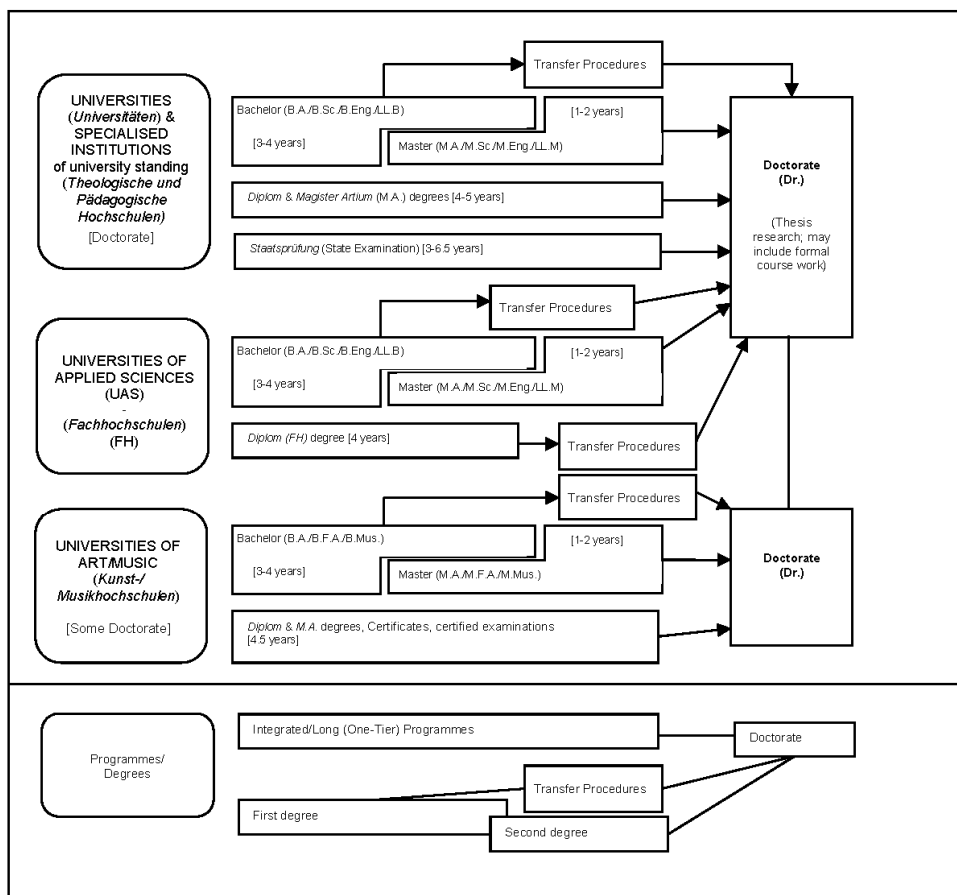 Transfer Procedures
UNIVERSITIES
(Universitäten) &
SPECIALISED
INSTITUTIONS
of university standing
(Theologische und
Pädagogische
Hochschulen)
[Doctorate]
Bachelor (B.A./B.Sc./B.Eng./LL.B)
[3-4 years]
[1-2 years]
Master (M.A./M.Sc./M.Eng./LL.M)
Diplom & Magister Artium (M.A.) degrees [4-5 years]
Staatsprüfung (State Examination) [3-6.5 years]
Doctorate
(Dr.)
(Thesis
research; may
include formal
course work)
Transfer Procedures
UNIVERSITIES OF
APPLIED SCIENCES
(UAS)
-
(Fachhochschulen)
(FH)
Bachelor (B.A./B.Sc./B.Eng./LL.B)
[3-4 years]
[1-2 years]
Master (M.A./M.Sc./M.Eng./LL.M)
Diplom (FH) degree [4 years]
Transfer Procedures
Transfer Procedures
UNIVERSITIES OF
ART/MUSIC
(Kunst-/
Musikhochschulen)
[Some Doctorate]
Bachelor (B.A./B.F.A./B.Mus.)
[3-4 years]
[1-2 years]
Master (M.A./M.F.A./M.Mus.)
Diplom & M.A. degrees, Certificates, certified examinations
[4.5 years]
Doctorate
(Dr.)
Programmes/
Degrees
Integrated/Long (One-Tier) Programmes
Doctorate
Transfer Procedures
First degree
Second degree